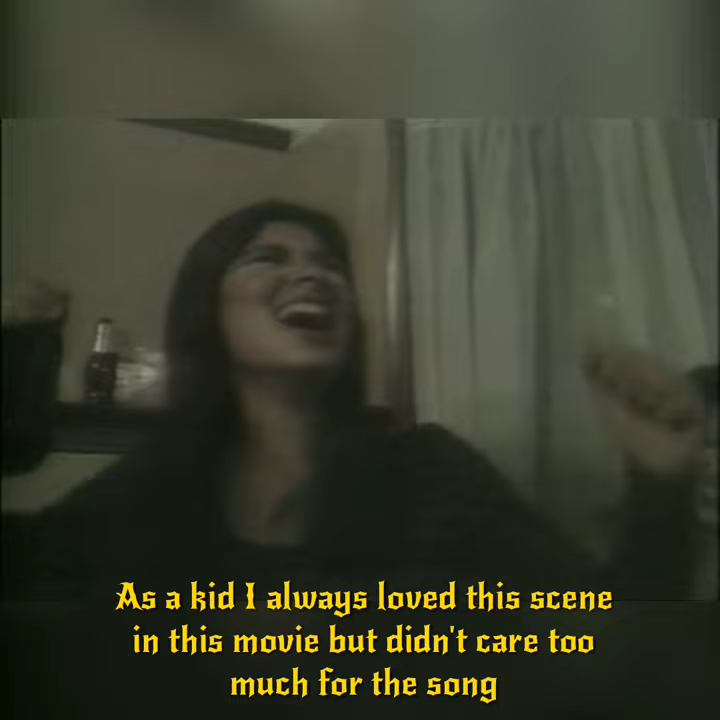 As a kid I always loved this scene
in this movie but didn't care too
much for the song